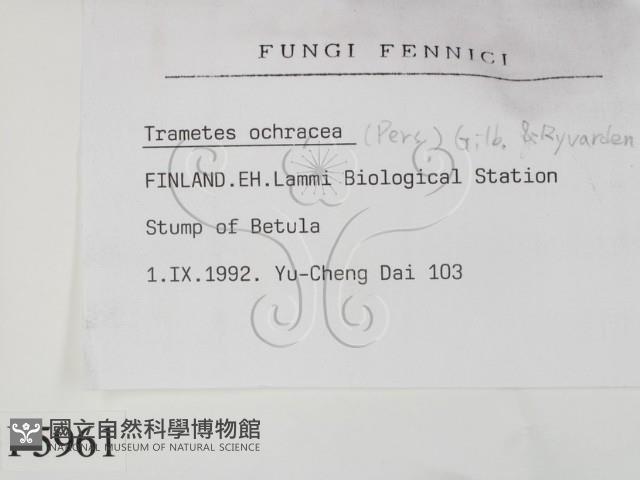 FUNGI FENNICI
Trametes ochracea (Pers.) Gilb. & Ryvarden
FINLAND.EH.Lammi Biological Station
Stump of Betula
1.IX.1992. Yu-Cheng Dai 103
國立自然科學博物館
NATIONAL MUSEUM OF NATURAL SCIENCE
F5961